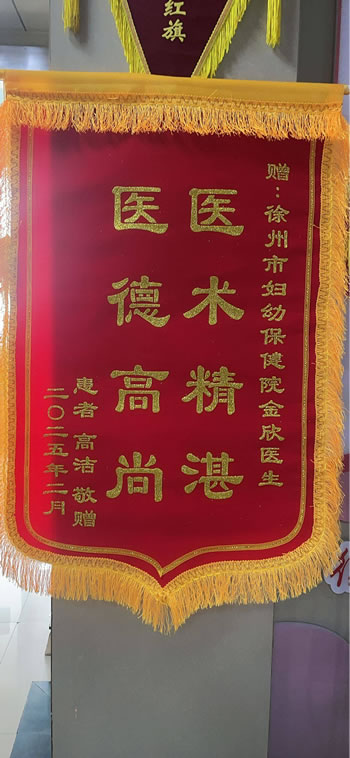 红旗
赠：徐州市妇幼保健院金欣医生
医术精湛
医德高尚
患者 高洁 敬赠
二〇二五年二月